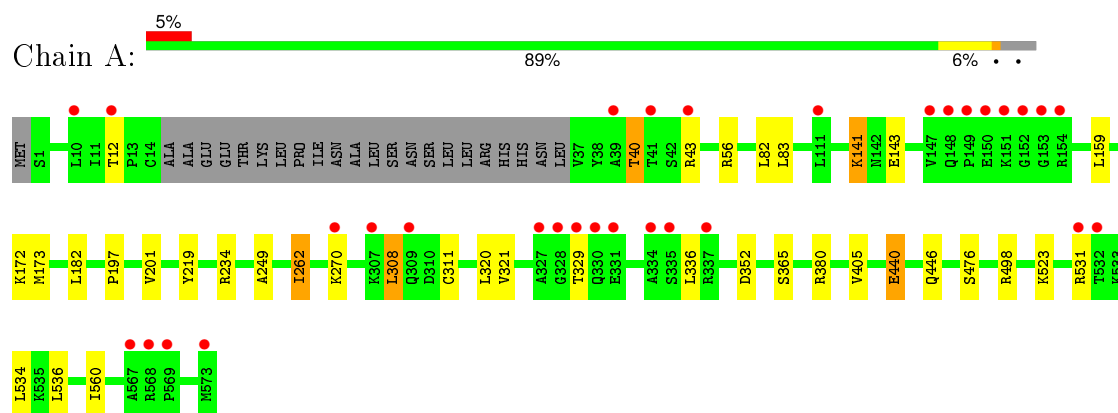 5%
Chain A:
89% 6% • •
MET S1 L10 I11 T12 P13 C14 ALA ALA GLU GLU THR LYS LEU PRO ILE ASN ALA LEU SER ASN SER LEU LEU ARG HIS HIS ASN LEU V37 Y38 A39 T40 T41 S42 R43 R56 L82 L83 L111 K141 N142 E143 V147 Q148 P149 E150 K151 G152 G153 R154 L159
K172 M173 L182 P197 V201 Y219 R234 A249 I262 K270 K307 L308 Q309 D310 C311 L320 V321 A327 G328 T329 Q330 E331 A334 S335 L336 R337 D352 S365 R380 V405 E440 Q446 S476 R498 K523 R531 T532 K533
L534 K535 L536 I560 A567 R568 P569 M573